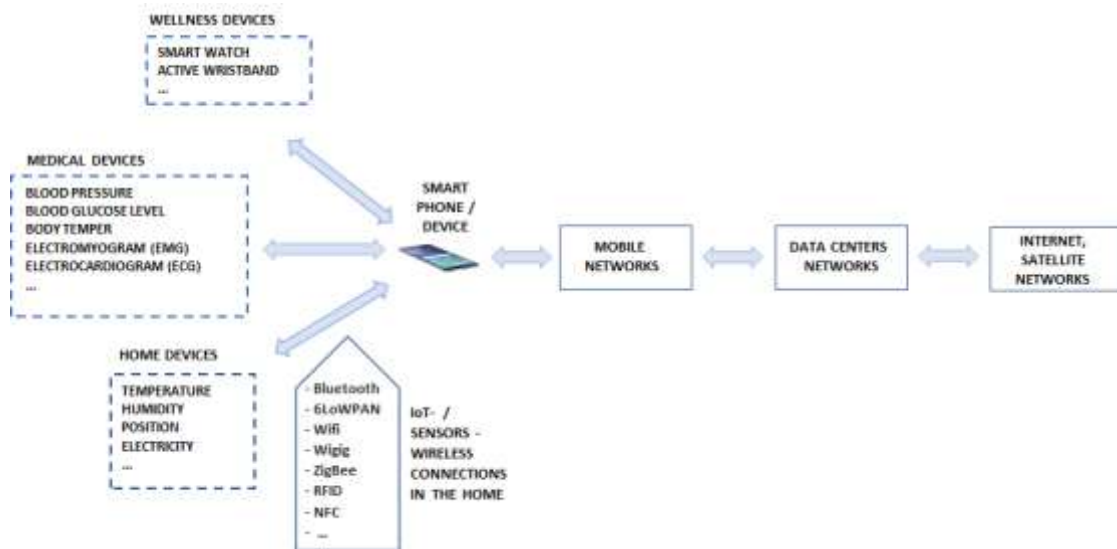 WELLNESS DEVICES
SMART WATCH
ACTIVE WRISTBAND
...
MEDICAL DEVICES
BLOOD PRESSURE
BLOOD GLUCOSE LEVEL
BODY TEMPER
ELECTROMYOGRAM (EMG)
ELECTROCARDIOGRAM (ECG)
...
HOME DEVICES
TEMPERATURE
HUMIDITY
POSITION
ELECTRICITY
...
- Bluetooth
- 6LoWPAN
- Wifi
- Wigig
- ZigBee
- RFID
- NFC
- ...
IoT- /
SENSORS -
WIRELESS
CONNECTIONS
IN THE HOME
SMART
PHONE /
DEVICE
MOBILE
NETWORKS
DATA CENTERS
NETWORKS
INTERNET,
SATELLITE
NETWORKS